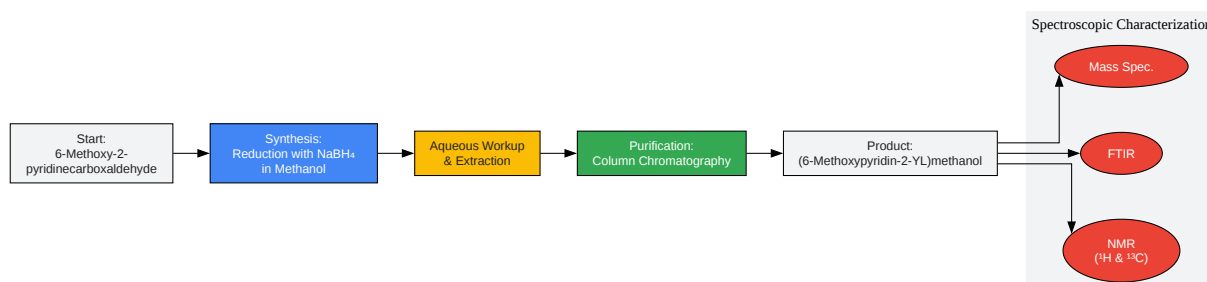 Spectroscopic Characterization
Mass Spec.
Start:
6-Methoxy-2-
pyridinecarboxaldehyde
Synthesis:
Reduction with NaBH₄
in Methanol
Aqueous Workup
& Extraction
Purification:
Column Chromatography
Product:
(6-Methoxypyridin-2-YL)methanol
FTIR
NMR
(¹H & ¹³C)